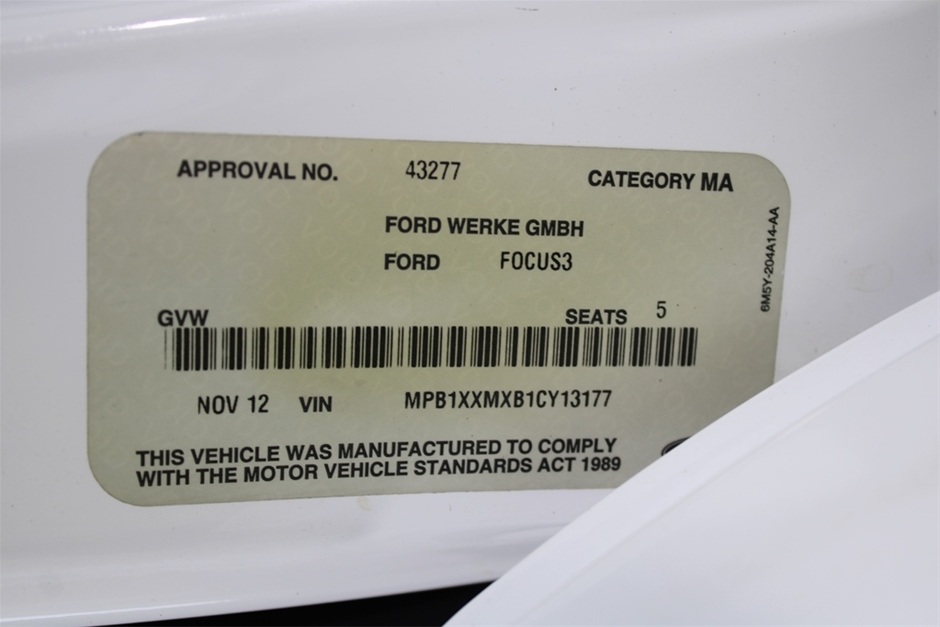 APPROVAL NO. 43277 CATEGORY MA
FORD WERKE GMBH
FORD FOCUS3
GVW SEATS 5
NOV 12 VIN MPB1XXMXB1CY13177
THIS VEHICLE WAS MANUFACTURED TO COMPLY
WITH THE MOTOR VEHICLE STANDARDS ACT 1989
6M5Y-204A14-AA